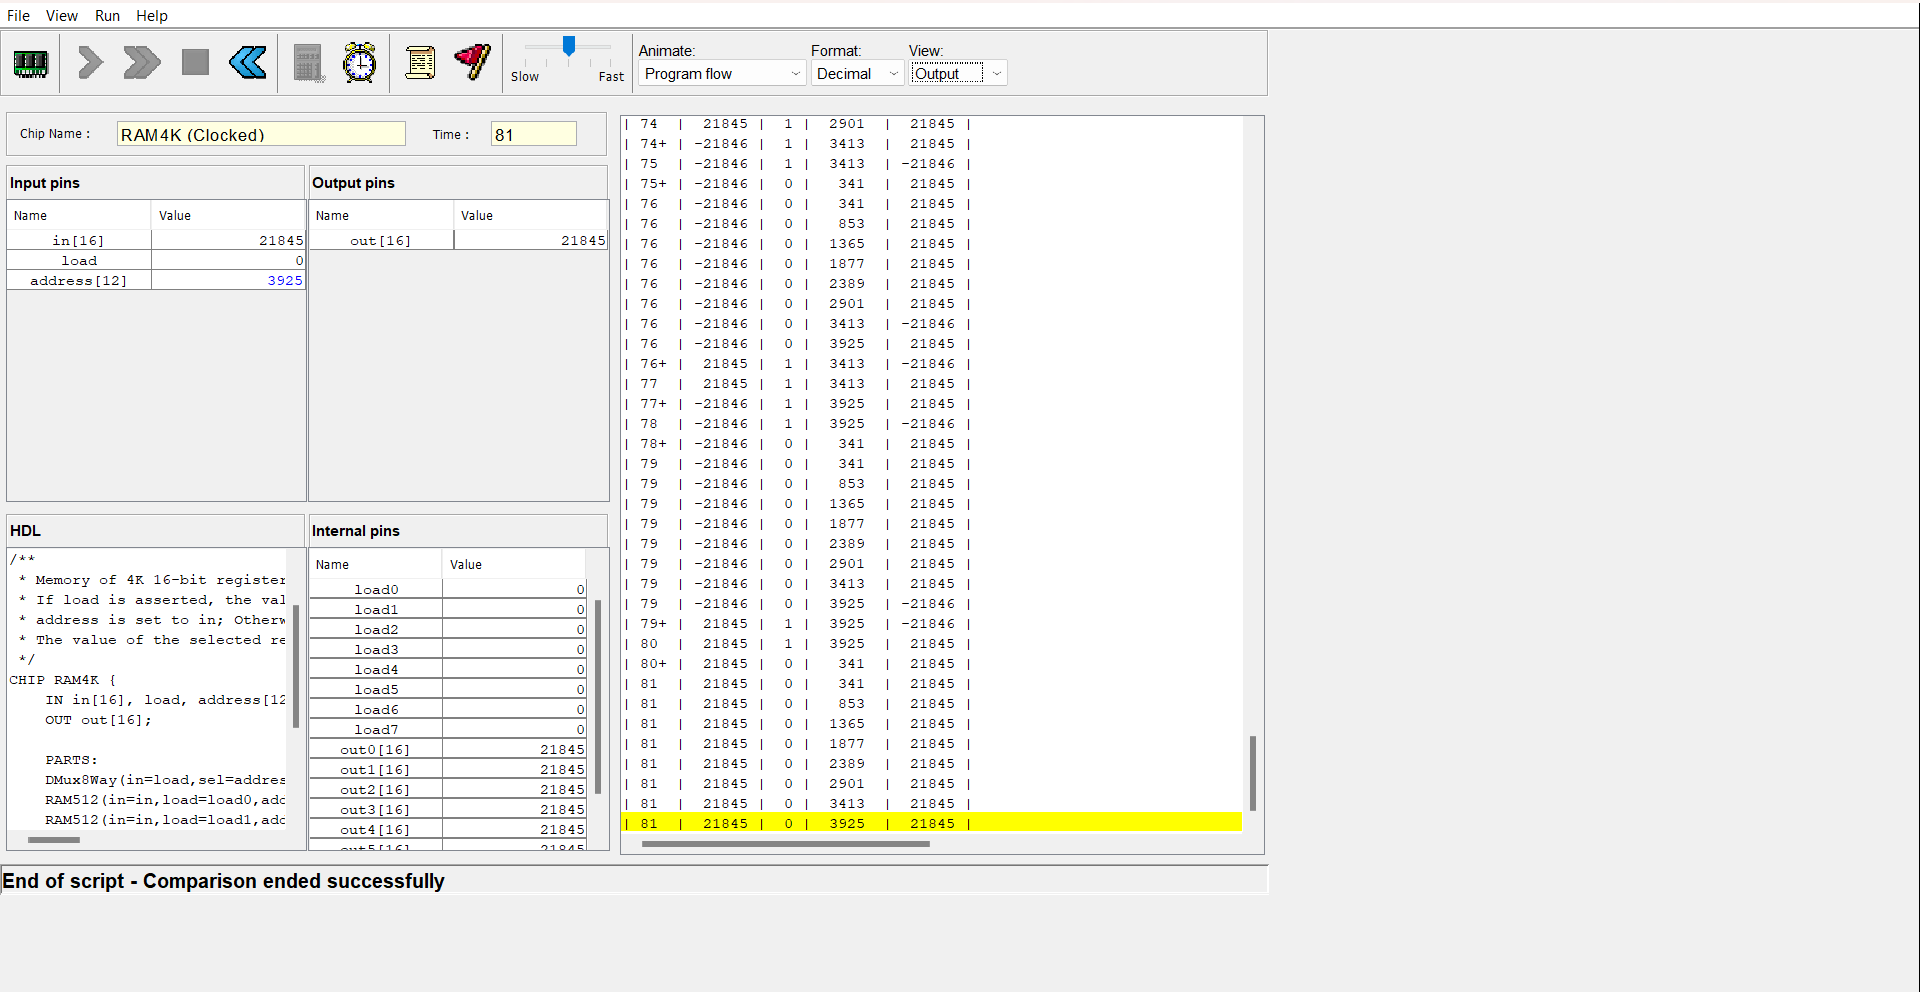 File View Run Help
Slow Fast
Animate: Format: View:
Program flow Decimal Output
Chip Name : RAM4K (Clocked) Time : 81
Input pins
Name Value
in[16] 21845
load 0
address[12] 3925
Output pins
Name Value
out[16] 21845
HDL
/**
* Memory of 4K 16-bit register
* If load is asserted, the val
* address is set to in; Otherw
* The value of the selected re
*/
CHIP RAM4K {
IN in[16], load, address[12
OUT out[16];
PARTS:
DMux8Way(in=load,sel=addres
RAM512(in=in,load=load0,add
RAM512(in=in,load=load1,add
Internal pins
Name Value
load0 0
load1 0
load2 0
load3 0
load4 0
load5 0
load6 0
load7 0
out0[16] 21845
out1[16] 21845
out2[16] 21845
out3[16] 21845
out4[16] 21845
out5[16] 21845
| 74 | 21845 | 1 | 2901 | 21845 |
| 74+ | -21846 | 1 | 3413 | 21845 |
| 75 | -21846 | 1 | 3413 | -21846 |
| 75+ | -21846 | 0 | 341 | 21845 |
| 76 | -21846 | 0 | 341 | 21845 |
| 76 | -21846 | 0 | 853 | 21845 |
| 76 | -21846 | 0 | 1365 | 21845 |
| 76 | -21846 | 0 | 1877 | 21845 |
| 76 | -21846 | 0 | 2389 | 21845 |
| 76 | -21846 | 0 | 2901 | 21845 |
| 76 | -21846 | 0 | 3413 | -21846 |
| 76 | -21846 | 0 | 3925 | 21845 |
| 76+ | 21845 | 1 | 3413 | -21846 |
| 77 | 21845 | 1 | 3413 | 21845 |
| 77+ | -21846 | 1 | 3925 | 21845 |
| 78 | -21846 | 1 | 3925 | -21846 |
| 78+ | -21846 | 0 | 341 | 21845 |
| 79 | -21846 | 0 | 341 | 21845 |
| 79 | -21846 | 0 | 853 | 21845 |
| 79 | -21846 | 0 | 1365 | 21845 |
| 79 | -21846 | 0 | 1877 | 21845 |
| 79 | -21846 | 0 | 2389 | 21845 |
| 79 | -21846 | 0 | 2901 | 21845 |
| 79 | -21846 | 0 | 3413 | 21845 |
| 79 | -21846 | 0 | 3925 | -21846 |
| 79+ | 21845 | 1 | 3925 | -21846 |
| 80 | 21845 | 1 | 3925 | 21845 |
| 80+ | 21845 | 0 | 341 | 21845 |
| 81 | 21845 | 0 | 341 | 21845 |
| 81 | 21845 | 0 | 853 | 21845 |
| 81 | 21845 | 0 | 1365 | 21845 |
| 81 | 21845 | 0 | 1877 | 21845 |
| 81 | 21845 | 0 | 2389 | 21845 |
| 81 | 21845 | 0 | 2901 | 21845 |
| 81 | 21845 | 0 | 3413 | 21845 |
| 81 | 21845 | 0 | 3925 | 21845 |
End of script - Comparison ended successfully